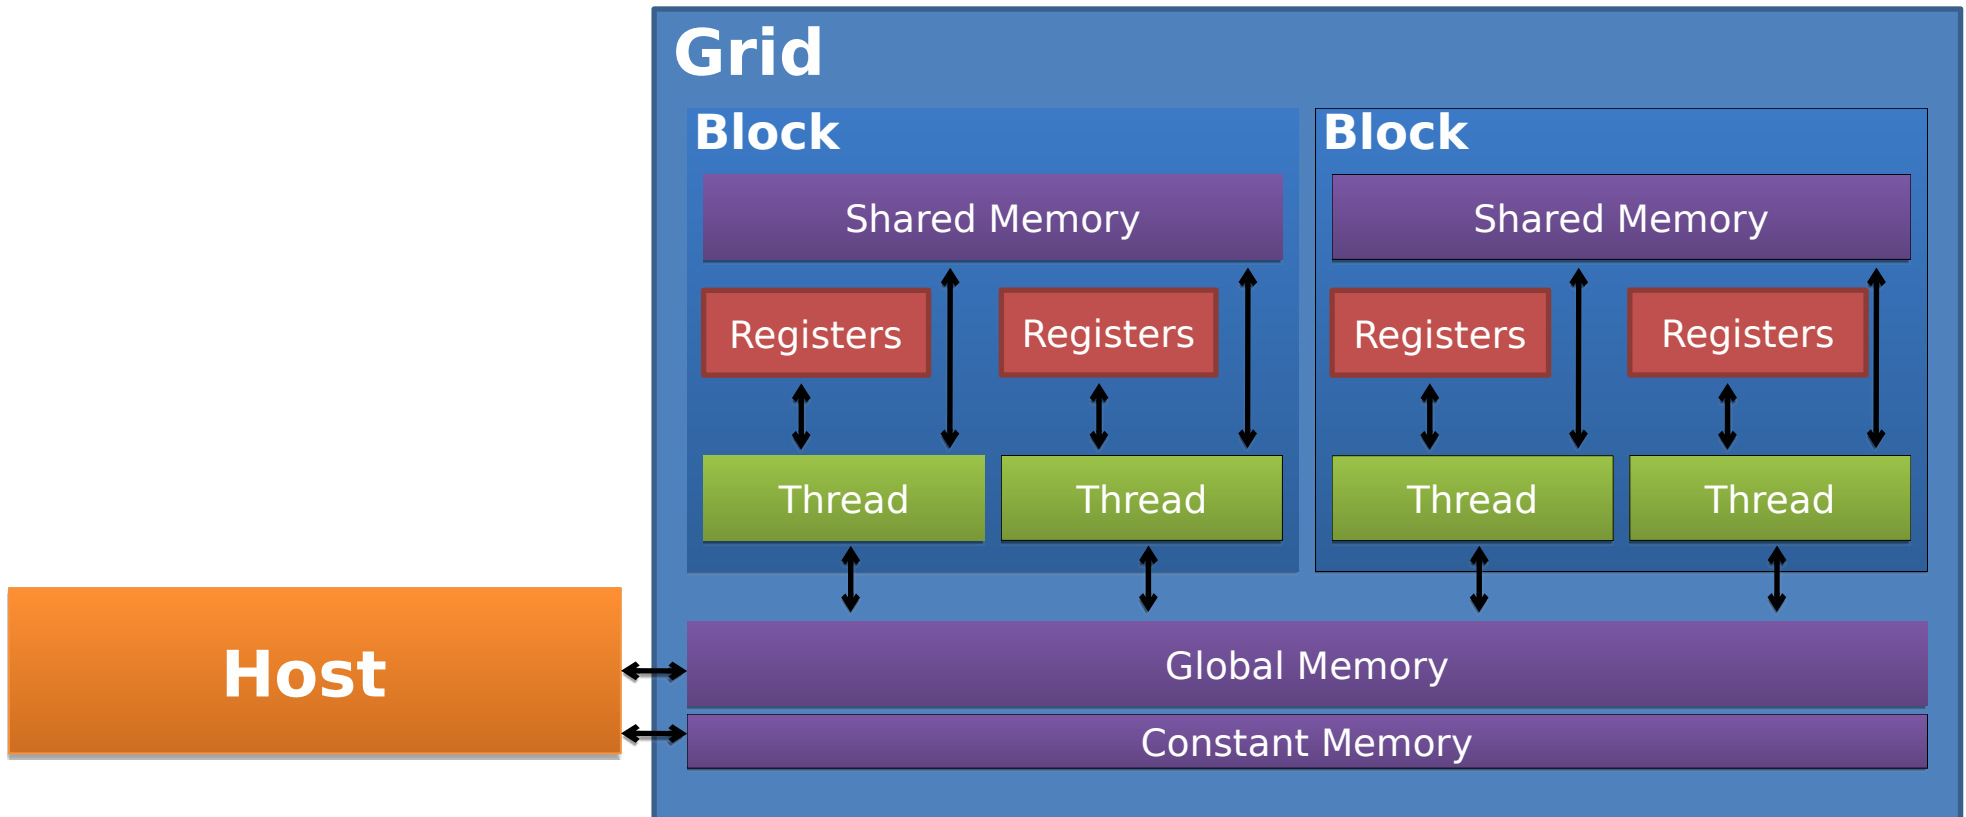 Grid
Block
Block
Shared Memory
Shared Memory
Registers
Registers
Registers
Registers
Thread
Thread
Thread
Thread
Host
Global Memory
Constant Memory